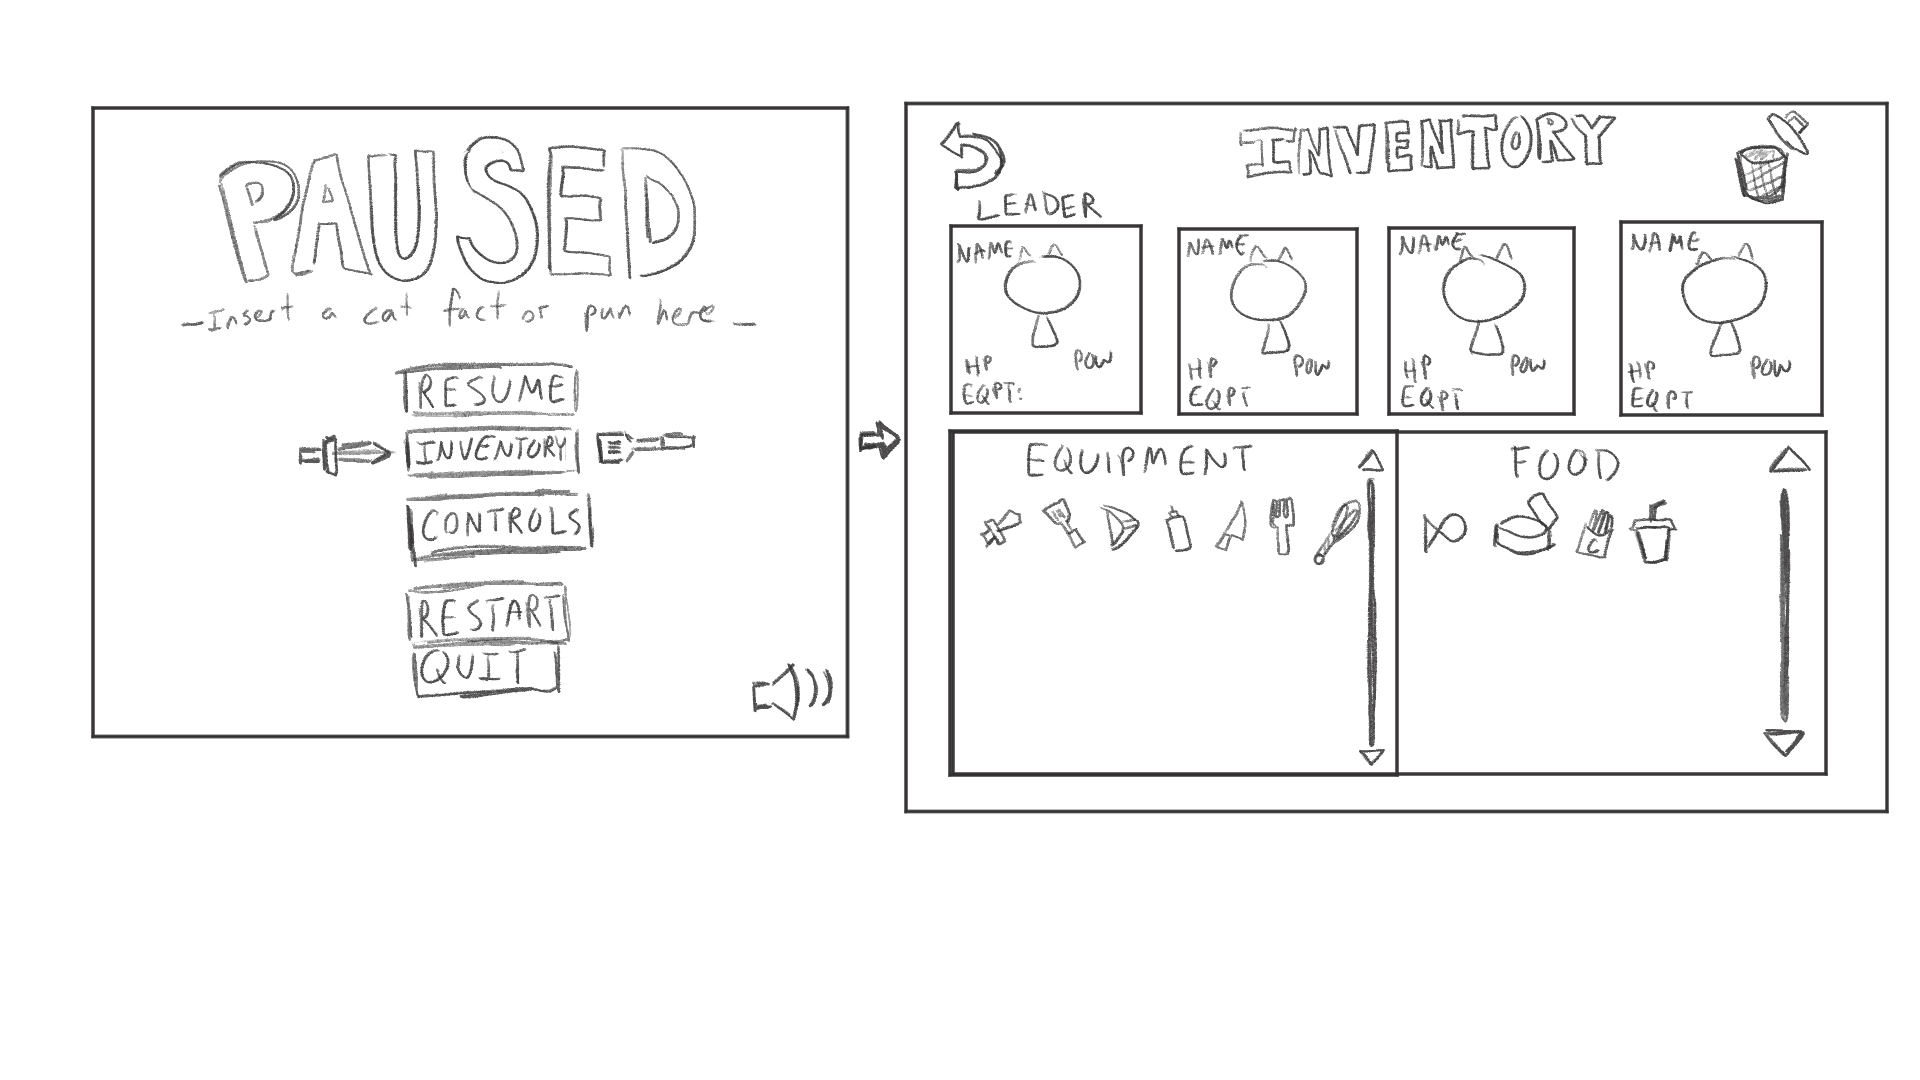 PAUSED
-Insert a cat fact or pun here -
RESUME
INVENTORY
CONTROLS
RESTART
QUIT
INVENTORY
LEADER
NAME
HP POW
EQPT:
NAME
HP POW
EQPT
NAME
HP POW
EQPT
NAME
HP POW
EQPT
EQUIPMENT
FOOD
C